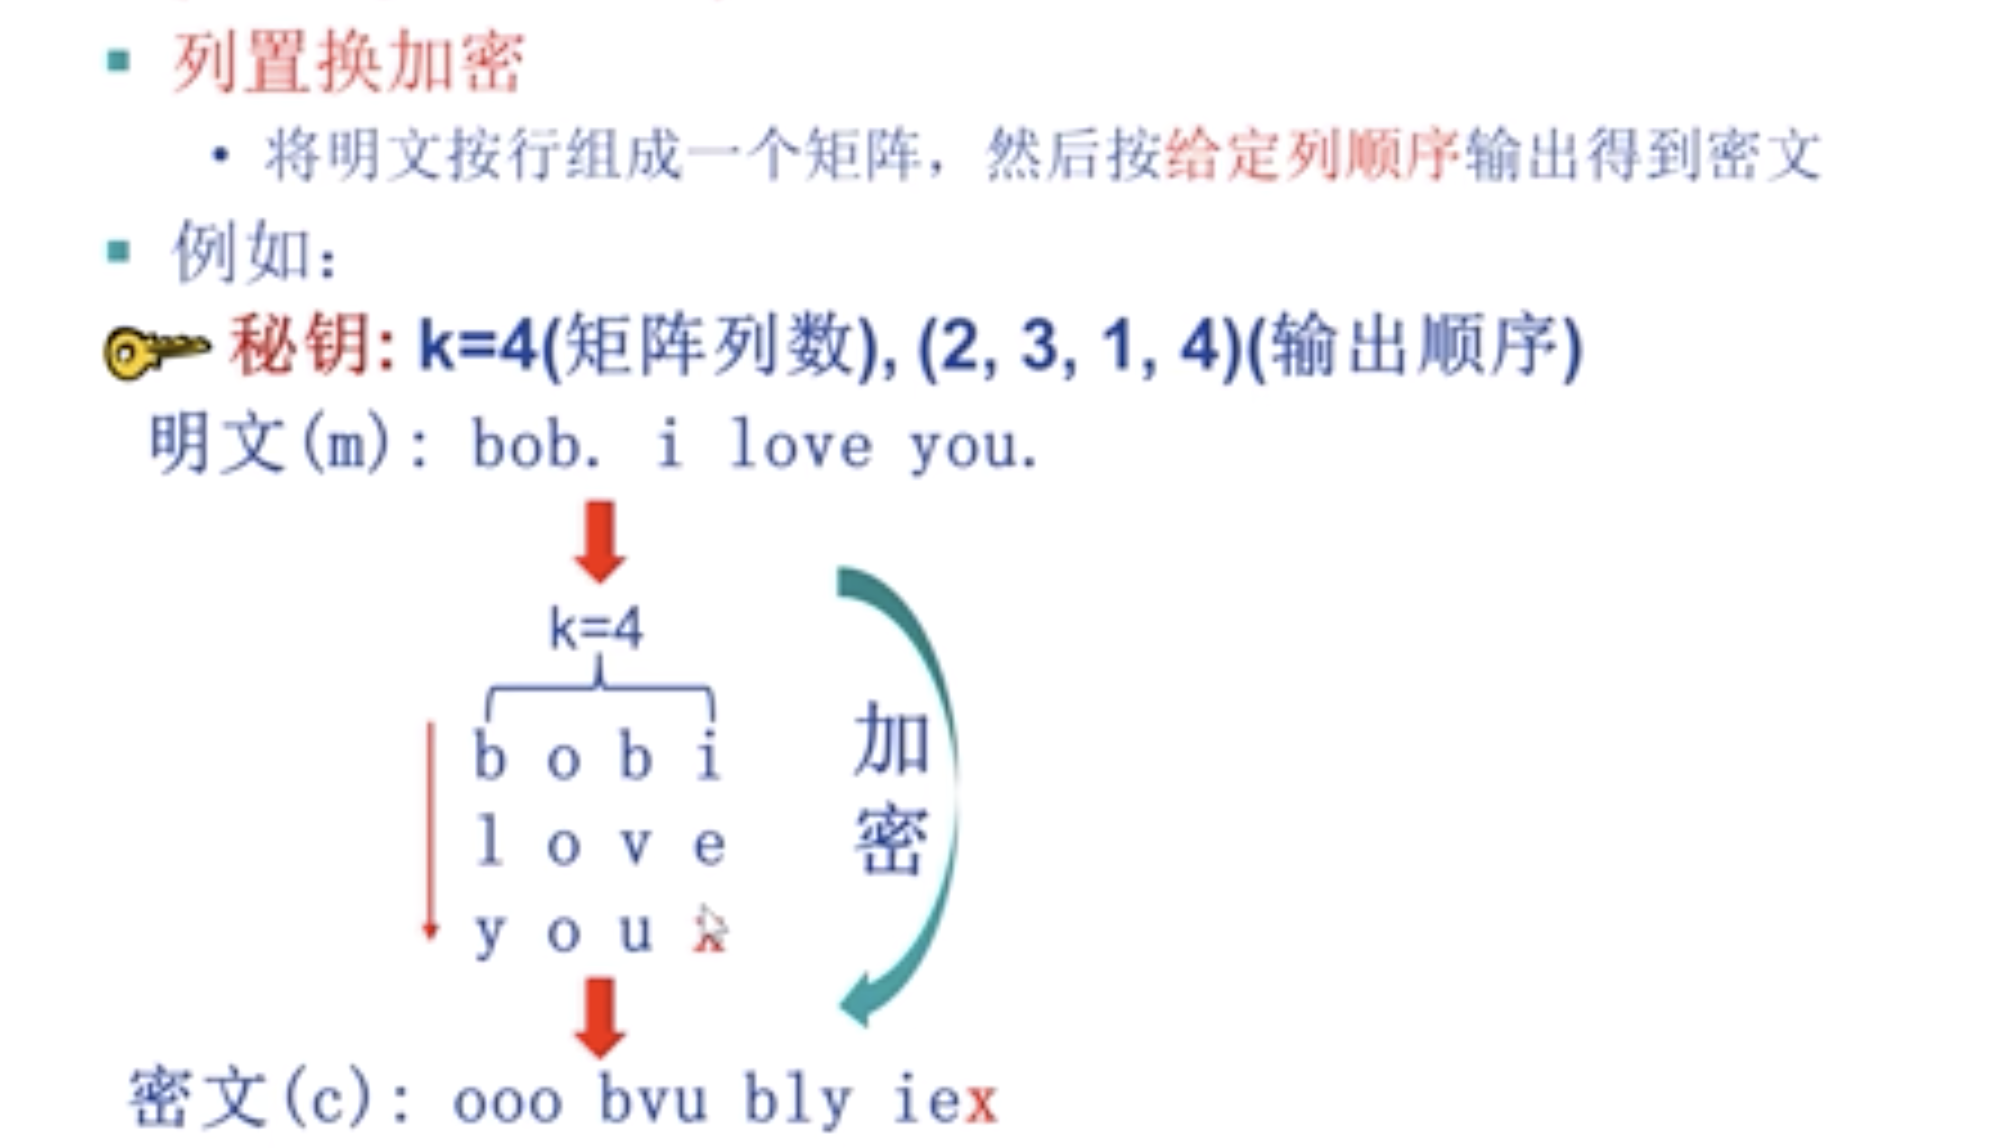 列置换加密
• 将明文按行组成一个矩阵，然后按给定列顺序输出得到密文
例如：
秘钥: k=4(矩阵列数), (2, 3, 1, 4)(输出顺序)
明文(m): bob. i love you.
k=4
b o b i
l o v e
y o u x
加
密
密文(c): ooo bvu bly iex